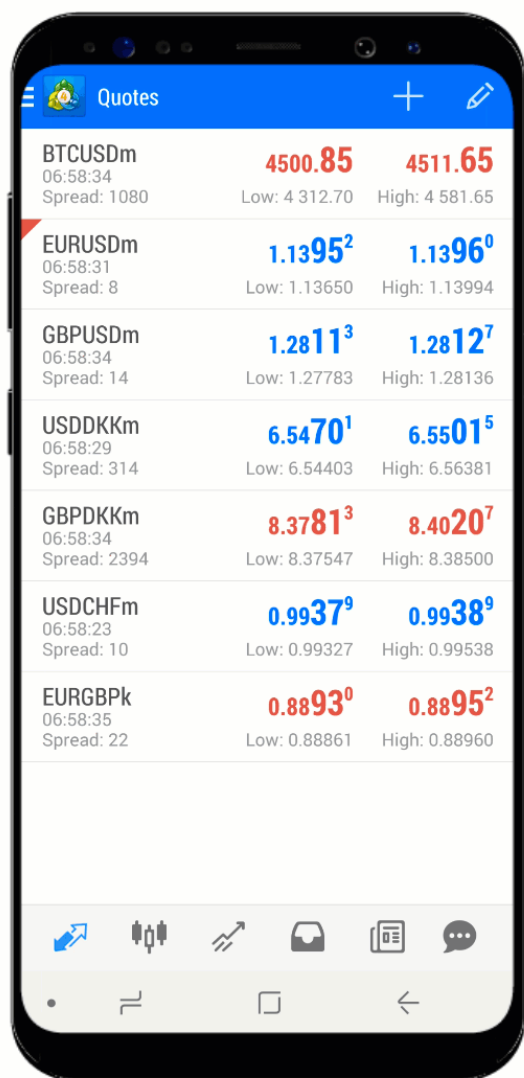 Quotes
BTCUSDm
06:58:34
Spread: 1080
4500.85
4511.65
Low: 4 312.70
High: 4 581.65
EURUSDm
06:58:31
Spread: 8
1.13952
1.13960
Low: 1.13650
High: 1.13994
GBPUSDm
06:58:34
Spread: 14
1.28113
1.28127
Low: 1.27783
High: 1.28136
USDDKKm
06:58:29
Spread: 314
6.54701
6.55015
Low: 6.54403
High: 6.56381
GBPDKKm
06:58:34
Spread: 2394
8.37813
8.40207
Low: 8.37547
High: 8.38500
USDCHFm
06:58:23
Spread: 10
0.99379
0.99389
Low: 0.99327
High: 0.99538
EURGBPk
06:58:35
Spread: 22
0.88930
0.88952
Low: 0.88861
High: 0.88960